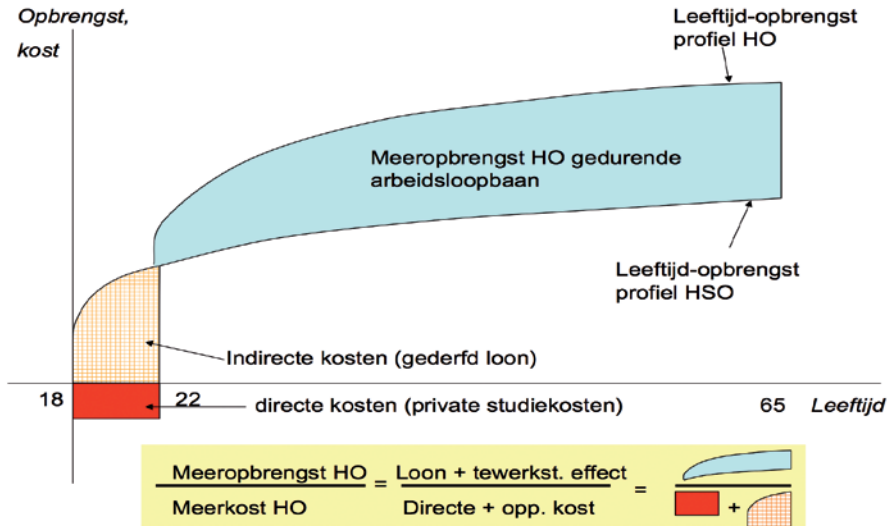 Opbrengst,
kost
Leeftijd-opbrengst
profiel HO
Meeropbrengst HO gedurende
arbeidsloopbaan
Leeftijd-opbrengst
profiel HSO
Indirecte kosten (gederfd loon)
18
22
directe kosten (private studiekosten)
65
Leeftijd
Meeropbrengst HO
Meerkost HO
=
Loon + tewerkst. effect
Directe + opp. kost
=
+